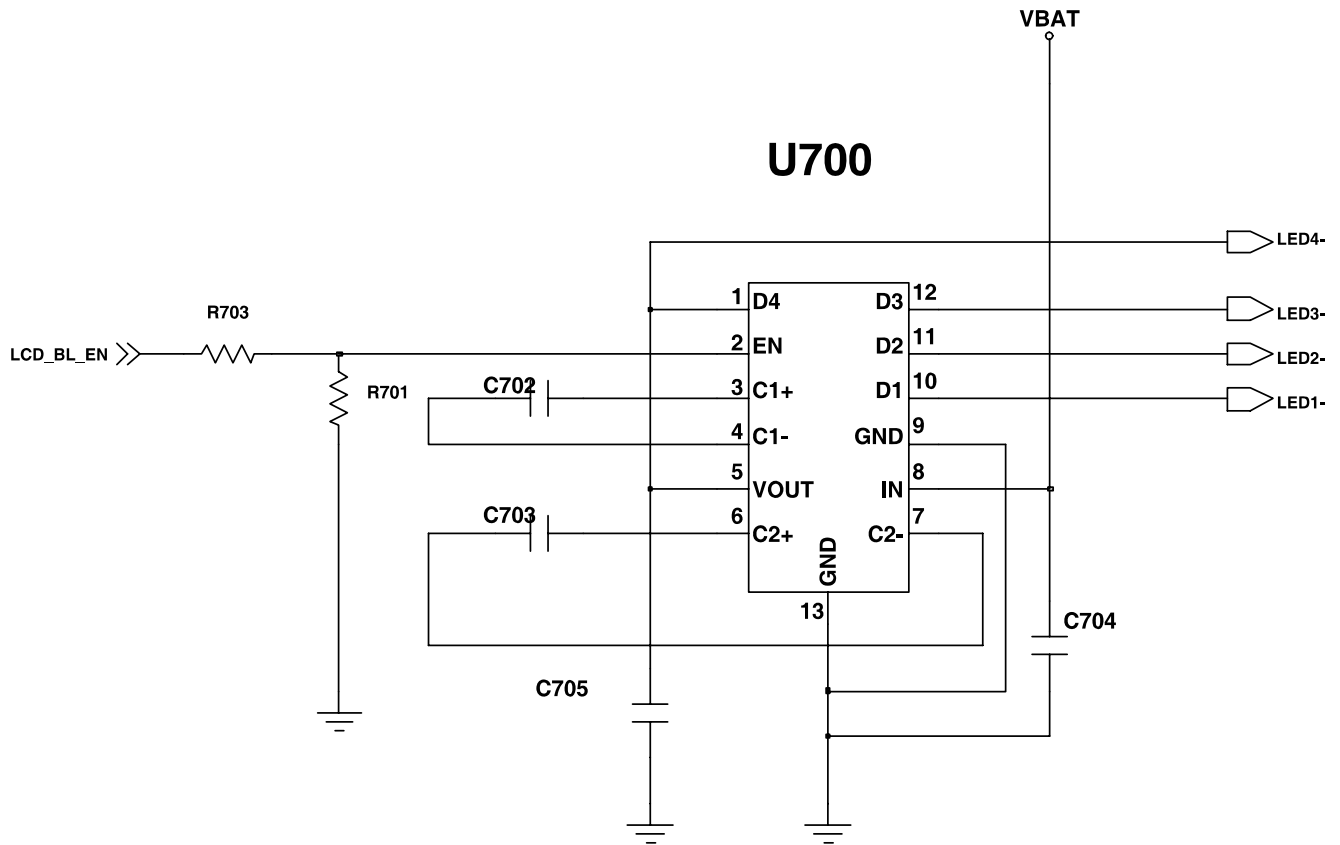 VBAT
U700
LED4-
1 D4 D3 12
LED3-
R703
LCD_BL_EN
2 EN D2 11
LED2-
R701
C702
3 C1+ D1 10
LED1-
4 C1- GND 9
5 VOUT IN 8
C703
6 C2+ C2- 7
GND
13
C704
C705